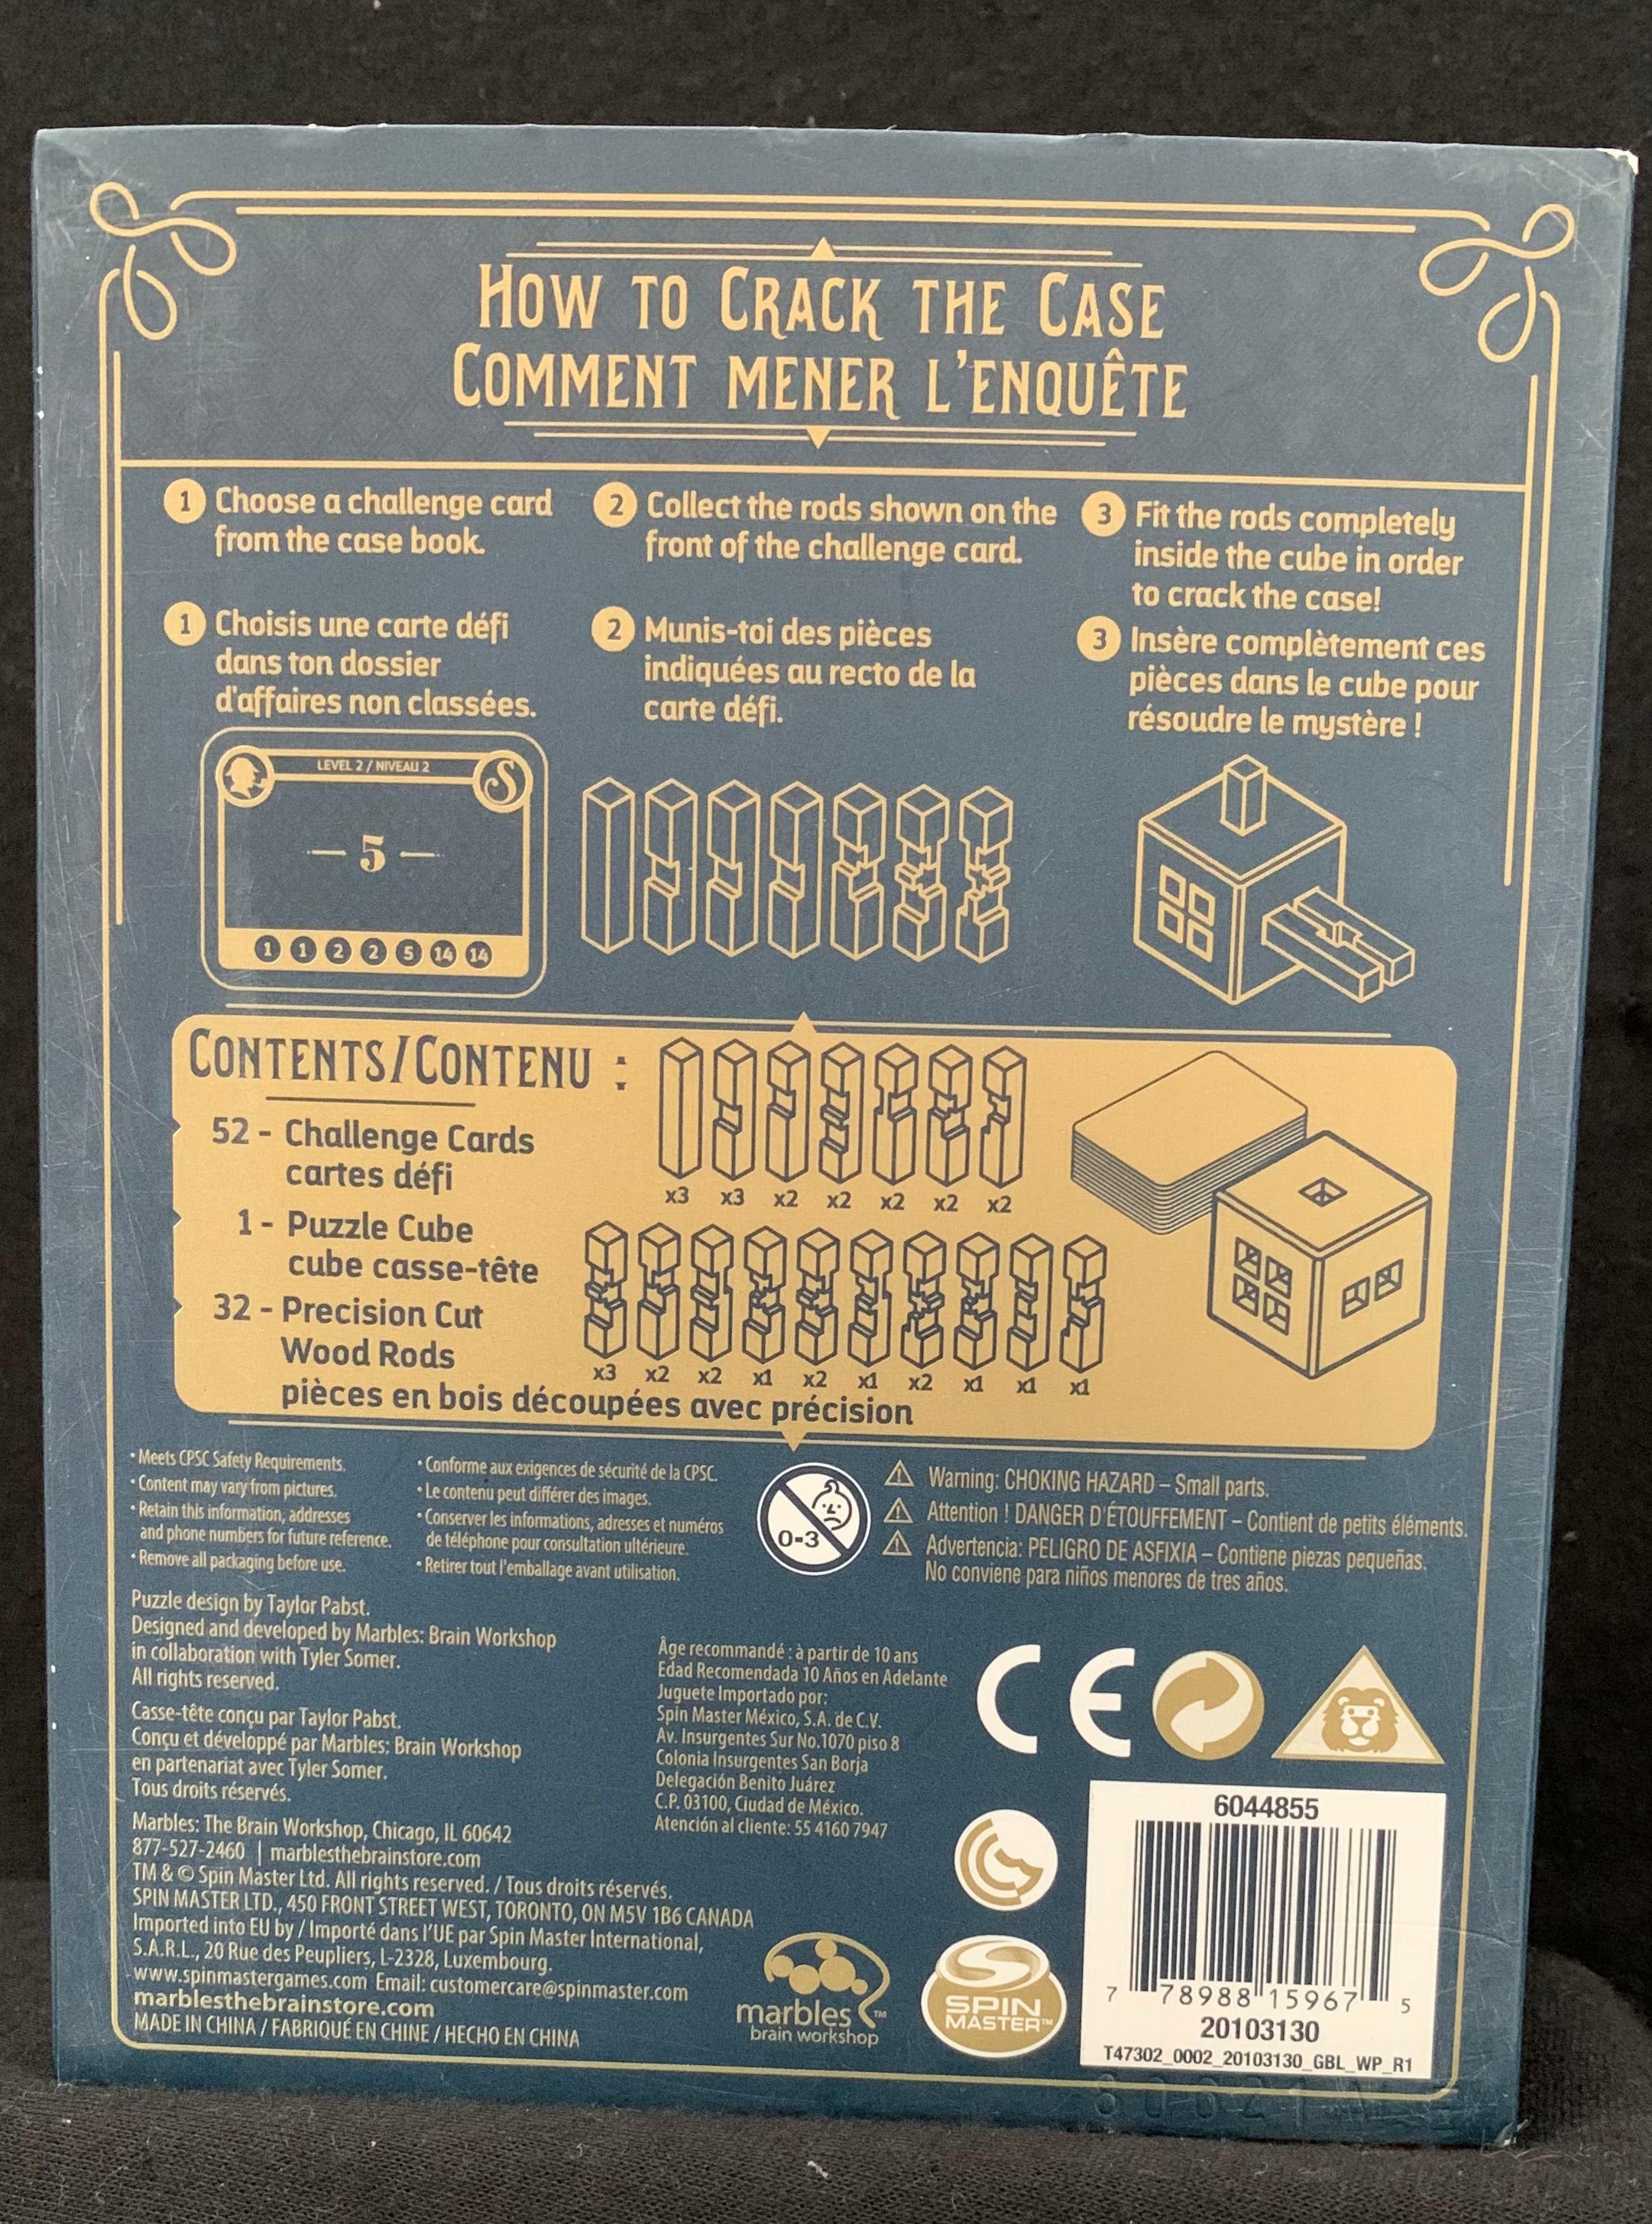 HOW TO CRACK THE CASE
COMMENT MENER L'ENQUÊTE
1 Choose a challenge card
from the case book.
2 Collect the rods shown on the
front of the challenge card.
3 Fit the rods completely
inside the cube in order
to crack the case!
1 Choisis une carte défi
dans ton dossier
d'affaires non classées.
2 Munis-toi des pièces
indiquées au recto de la
carte défi.
3 Insère complètement ces
pièces dans le cube pour
résoudre le mystère !
LEVEL 2 / NIVEAU 2
S
— 5 —
1 1 2 2 5 14 14
CONTENTS/CONTENU :
52 - Challenge Cards
cartes défi
1 - Puzzle Cube
cube casse-tête
32 - Precision Cut
Wood Rods
pièces en bois découpées avec précision
x3 x3 x2 x2 x2 x2 x2
x3 x2 x2 x1 x2 x1 x2 x1 x1 x1
• Meets CPSC Safety Requirements.
• Content may vary from pictures.
• Retain this information, addresses
and phone numbers for future reference.
• Remove all packaging before use.
• Conforme aux exigences de sécurité de la CPSC.
• Le contenu peut différer des images.
• Conserver les informations, adresses et numéros
de téléphone pour consultation ultérieure.
• Retirer tout l'emballage avant utilisation.
0-3
Warning: CHOKING HAZARD – Small parts.
Attention ! DANGER D'ÉTOUFFEMENT – Contient de petits éléments.
Advertencia: PELIGRO DE ASFIXIA – Contiene piezas pequeñas.
No conviene para niños menores de tres años.
Puzzle design by Taylor Pabst.
Designed and developed by Marbles: Brain Workshop
in collaboration with Tyler Somer.
All rights reserved.
Casse-tête conçu par Taylor Pabst.
Conçu et développé par Marbles: Brain Workshop
en partenariat avec Tyler Somer.
Tous droits réservés.
Marbles: The Brain Workshop, Chicago, IL 60642
877-527-2460 | marblesthebrainstore.com
TM & © Spin Master Ltd. All rights reserved. / Tous droits réservés.
SPIN MASTER LTD., 450 FRONT STREET WEST, TORONTO, ON M5V 1B6 CANADA
Imported into EU by / Importé dans l'UE par Spin Master International,
S.A.R.L., 20 Rue des Peupliers, L-2328, Luxembourg.
www.spinmastergames.com Email: customercare@spinmaster.com
marblesthebrainstore.com
MADE IN CHINA / FABRIQUÉ EN CHINE / HECHO EN CHINA
Âge recommandé : à partir de 10 ans
Edad Recomendada 10 Años en Adelante
Juguete Importado por:
Spin Master México, S.A. de C.V.
Av. Insurgentes Sur No.1070 piso 8
Colonia Insurgentes San Borja
Delegación Benito Juárez
C.P. 03100, Ciudad de México.
Atención al cliente: 55 4160 7947
CE
marbles™
brain workshop
SPIN
MASTER™
6044855
7 78988 15967 5
20103130
T47302_0002_20103130_GBL_WP_R1